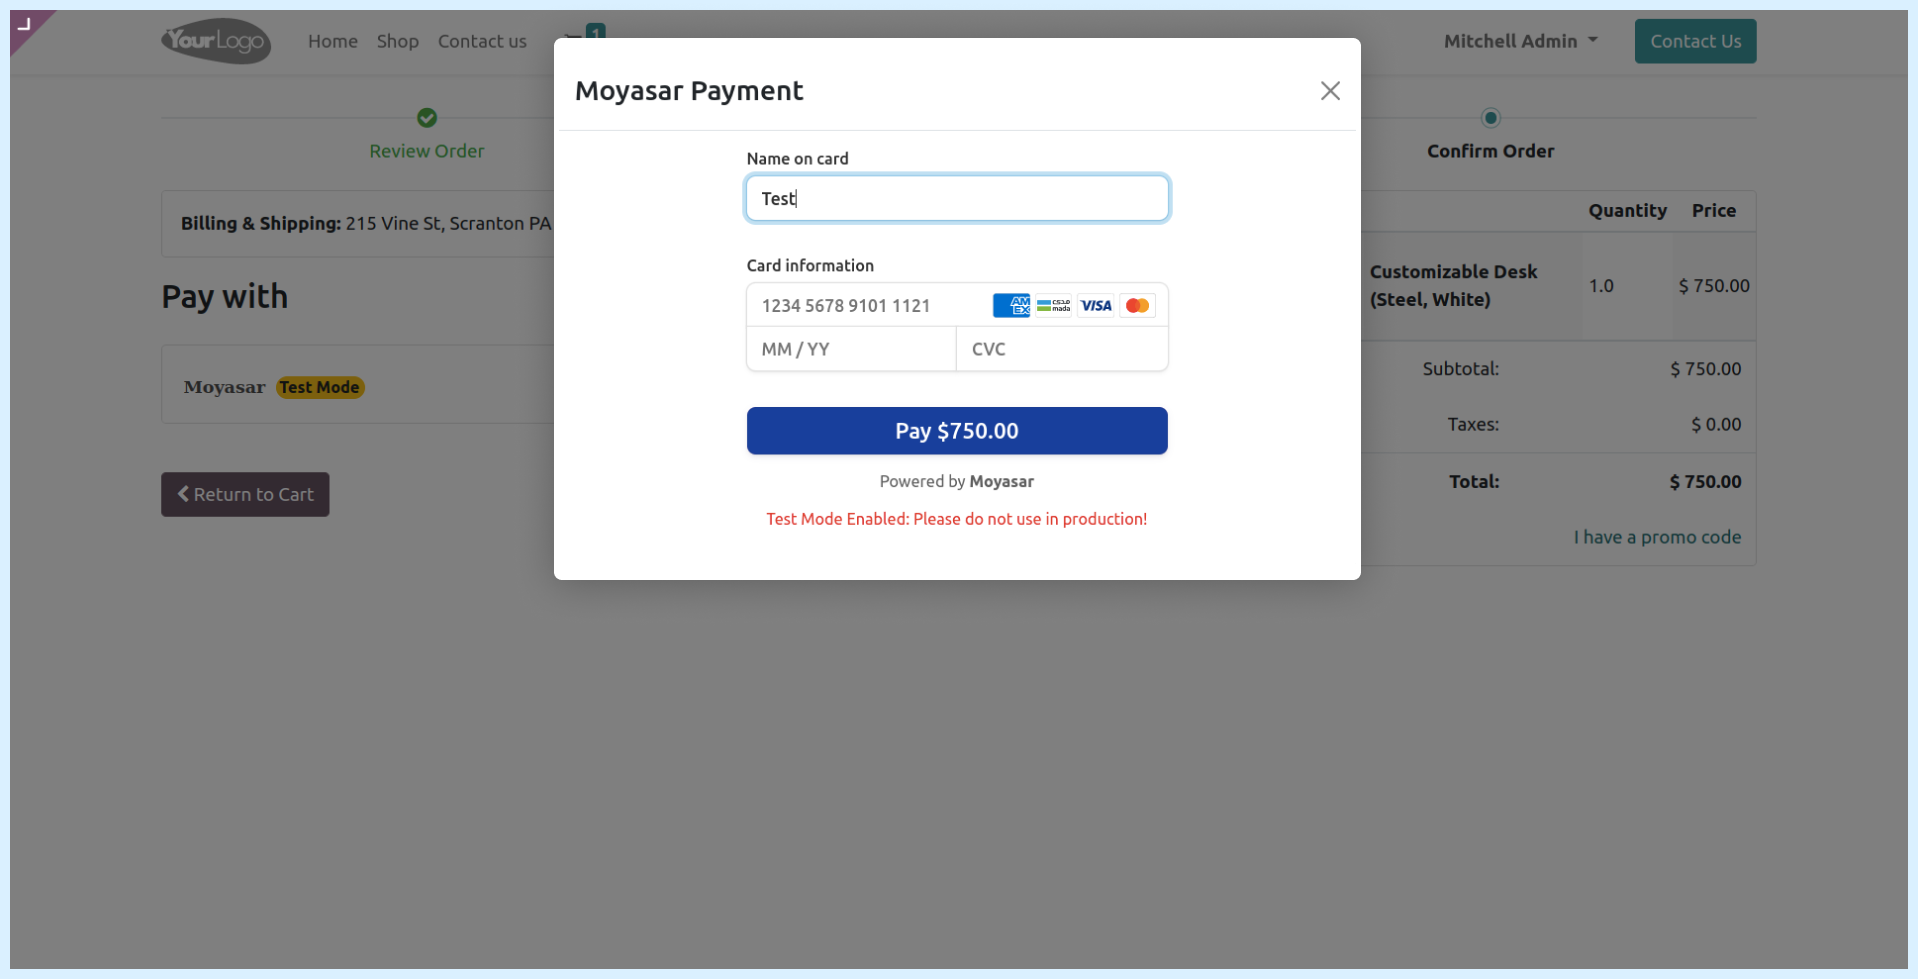 YourLogo
Home Shop Contact us 1
Mitchell Admin
Contact Us
Review Order
Confirm Order
Billing & Shipping: 215 Vine St, Scranton PA
Pay with
Moyasar Test Mode
Return to Cart
Moyasar Payment
Name on card
Test
Card information
1234 5678 9101 1121
AM EX
مدى mada
VISA
MM / YY
CVC
Pay $750.00
Powered by Moyasar
Test Mode Enabled: Please do not use in production!
Quantity Price
Customizable Desk
(Steel, White)
1.0 $ 750.00
Subtotal: $ 750.00
Taxes: $ 0.00
Total: $ 750.00
I have a promo code